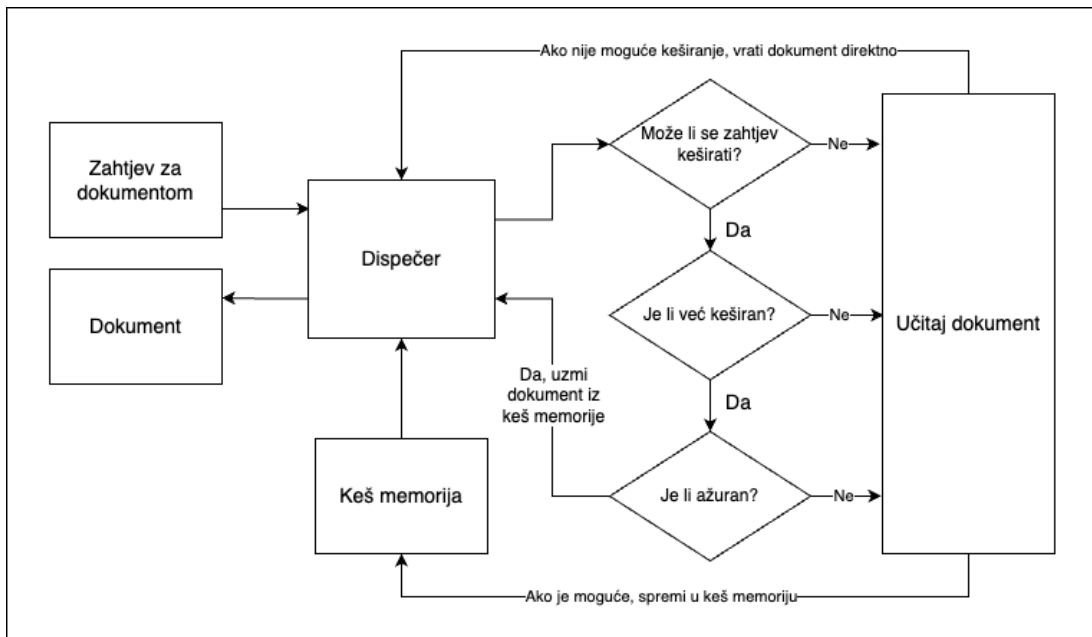 Ako nije moguće keširanje, vrati dokument direktno
Zahtjev za
dokumentom
Može li se zahtjev
keširati?
Ne
Da
Dispečer
Dokument
Je li već keširan?
Ne
Učitaj dokument
Da, uzmi
dokument iz
keš memorije
Da
Keš memorija
Je li ažuran?
Ne
Ako je moguće, spremi u keš memoriju